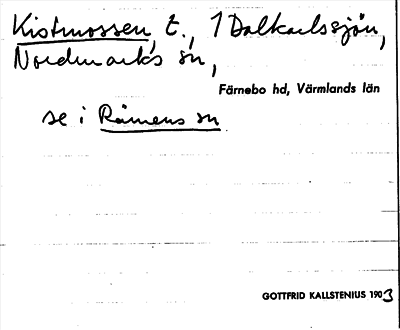 Kistmossen, t., 1 Dalkarlssjön,
Nordmarks sn,
Färnebo hd, Värmlands län
se i Rämens sn
GOTTFRID KALLSTENIUS 1903